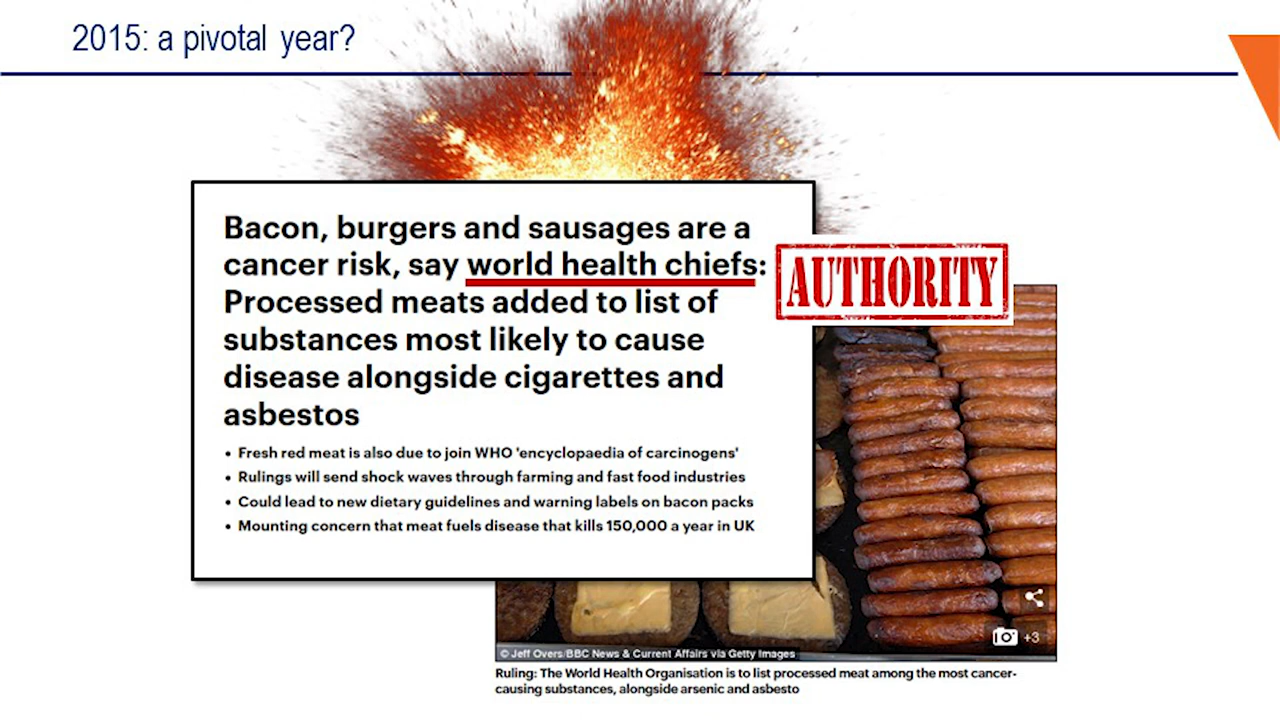 2015: a pivotal year?
Bacon, burgers and sausages are a
cancer risk, say world health chiefs:
Processed meats added to list of
substances most likely to cause
disease alongside cigarettes and
asbestos
AUTHORITY
• Fresh red meat is also due to join WHO 'encyclopaedia of carcinogens'
• Rulings will send shock waves through farming and fast food industries
• Could lead to new dietary guidelines and warning labels on bacon packs
• Mounting concern that meat fuels disease that kills 150,000 a year in UK
+3
© Jeff Overs/BBC News & Current Affairs via Getty Images
Ruling: The World Health Organisation is to list processed meat among the most cancer-
causing substances, alongside arsenic and asbesto